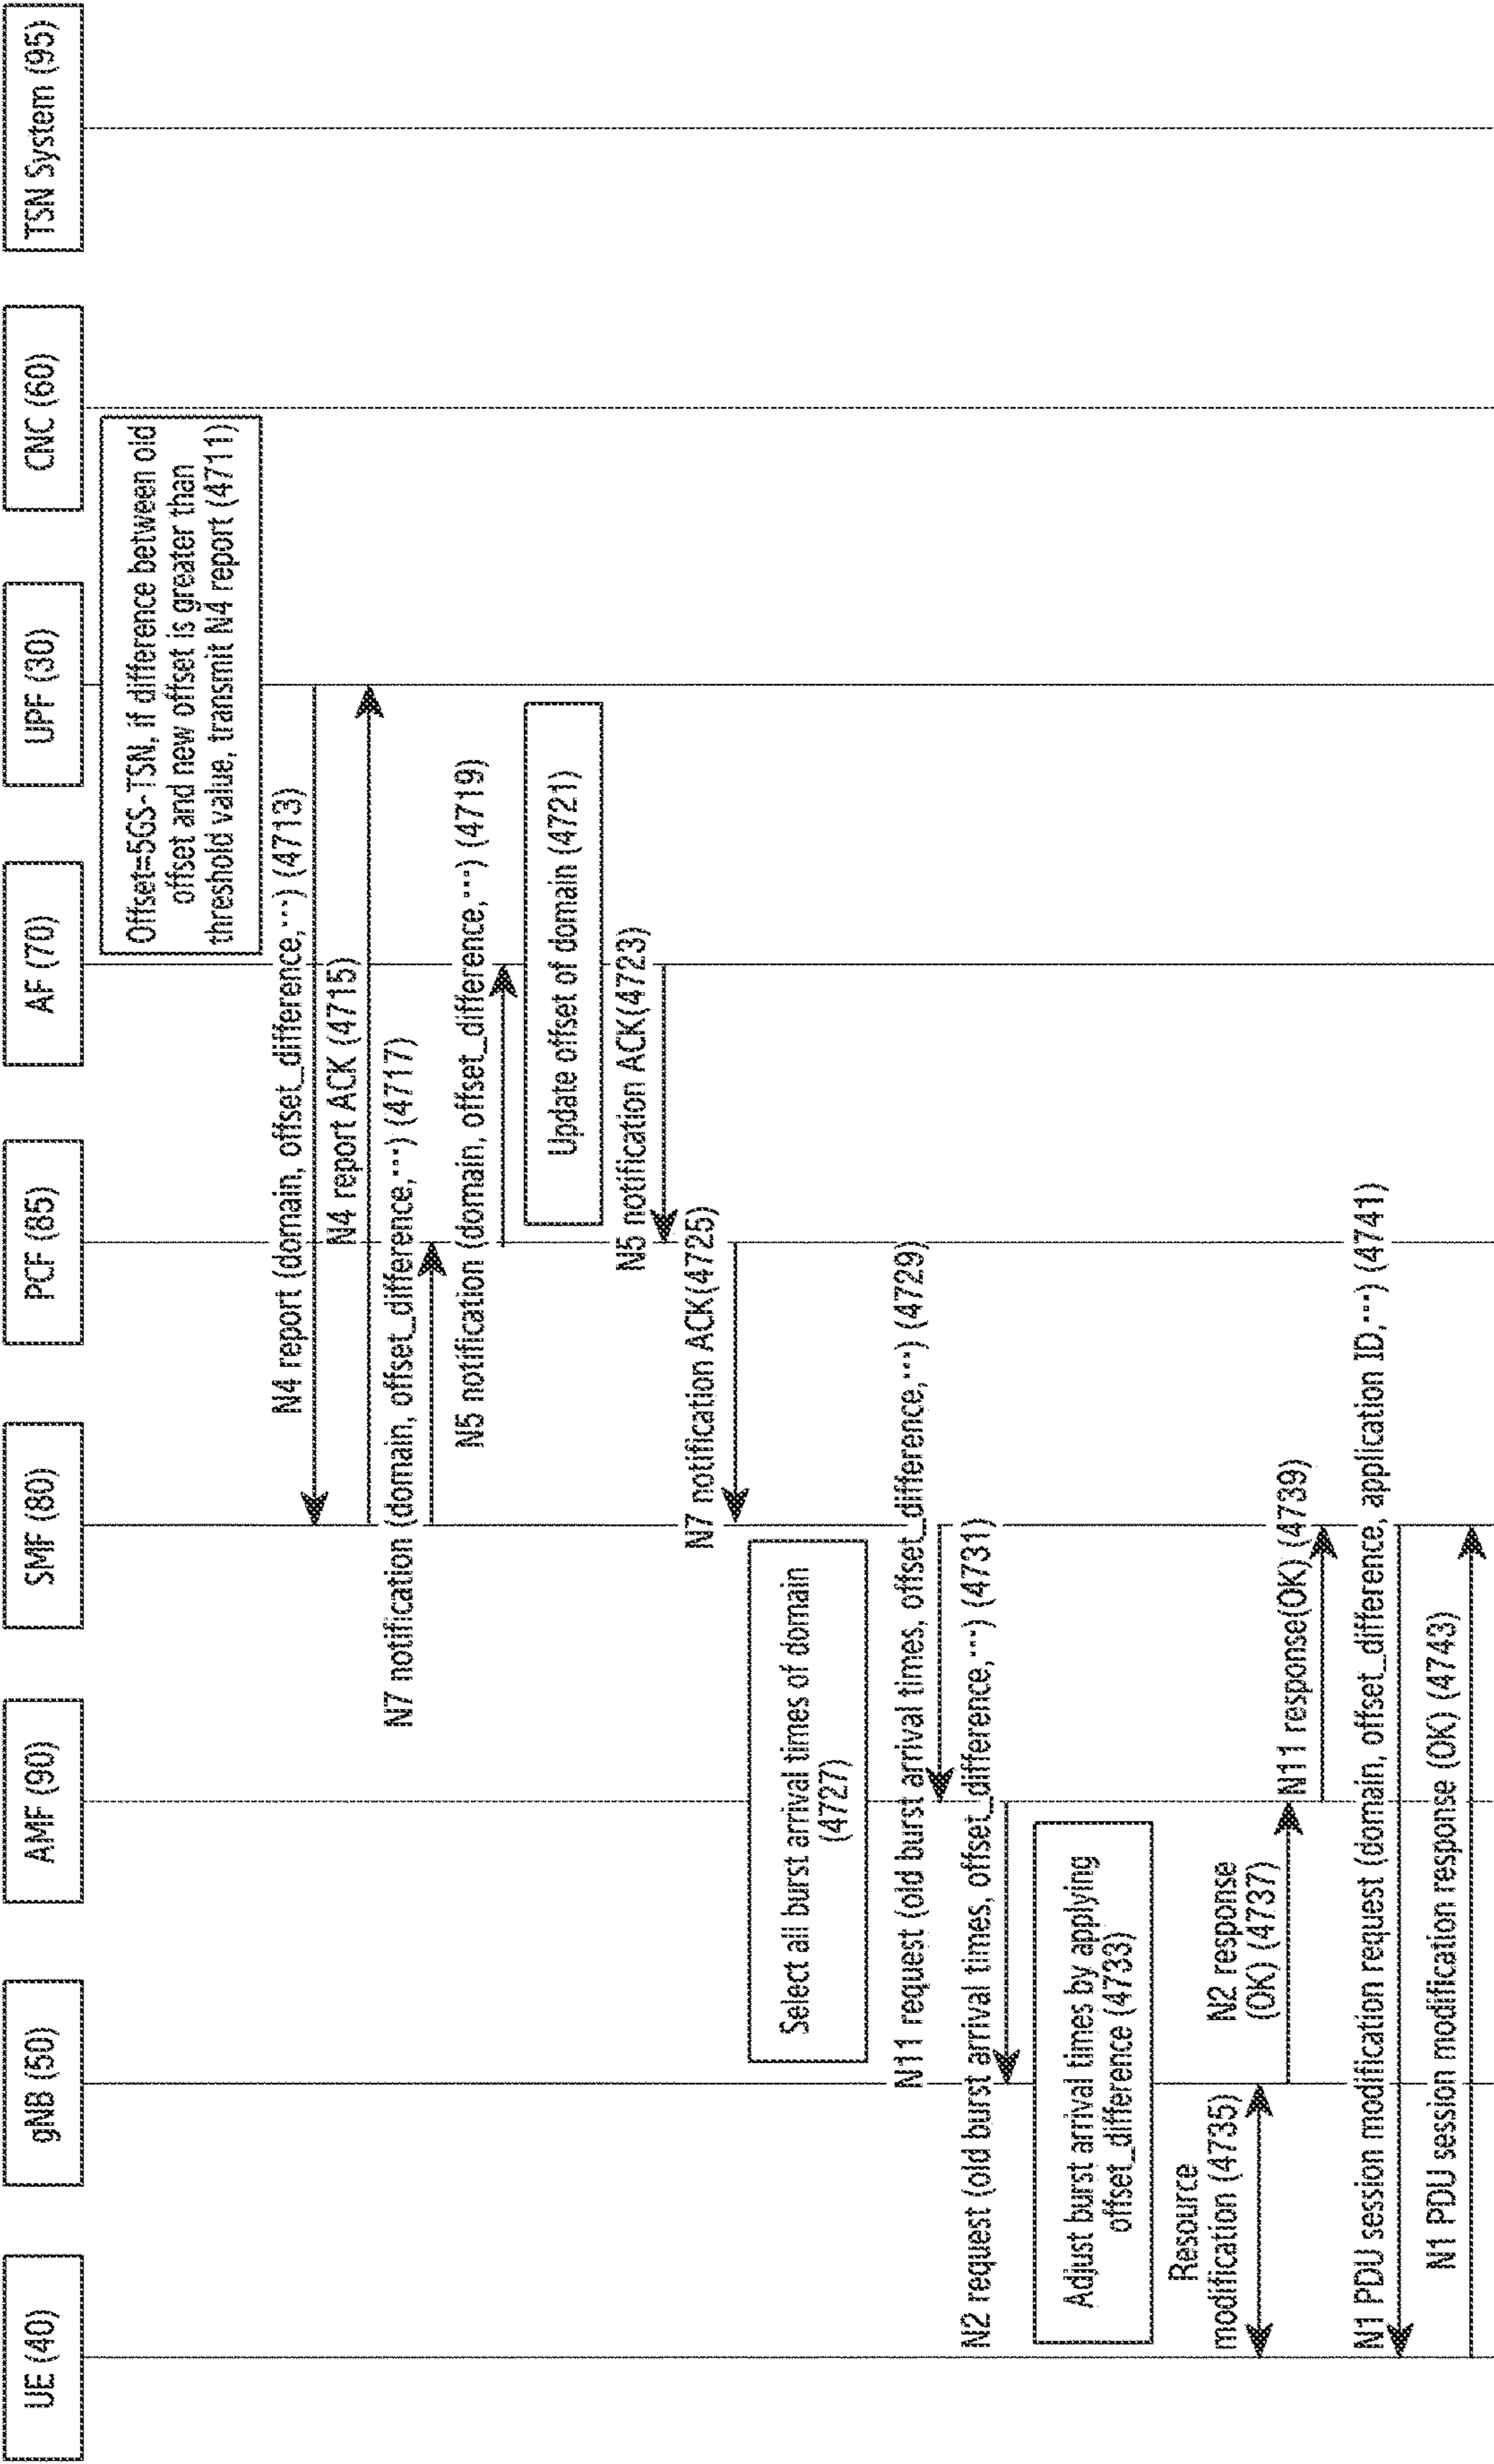 UE (40)
gNB (50)
AMF (90)
SMF (80)
PCF (85)
AF (70)
UPF (30)
CNC (60)
TSN System (95)
Offset=5GS-TSN, if difference between old
offset and new offset is greater than
threshold value, transmit N4 report (4711)
N4 report (domain, offset_difference,···) (4713)
N4 report ACK (4715)
N7 notification (domain, offset_difference,···) (4717)
N5 notification (domain, offset_difference,···) (4719)
Update offset of domain (4721)
N5 notification ACK(4723)
N7 notification ACK(4725)
Select all burst arrival times of domain
(4727)
N11 request (old burst arrival times, offset_difference,···) (4729)
N2 request (old burst arrival times, offset_difference,···) (4731)
Adjust burst arrival times by applying
offset_difference (4733)
Resource
modification (4735)
N2 response
(OK) (4737)
N11 response(OK) (4739)
N1 PDU session modification request (domain, offset_difference, application ID,···) (4741)
N1 PDU session modification response (OK) (4743)